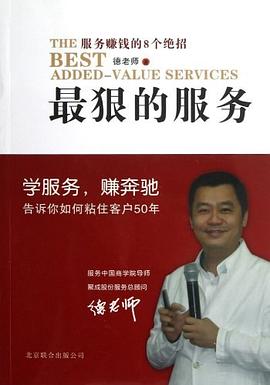 THE 服务赚钱的8个绝招
BEST 德老师 著
ADDED-VALUE SERVICES
最狠的服务
学服务，赚奔驰
告诉你如何粘住客户50年
服务中国商学院导师
聚成股份服务总顾问
德老师
北京联合出版公司